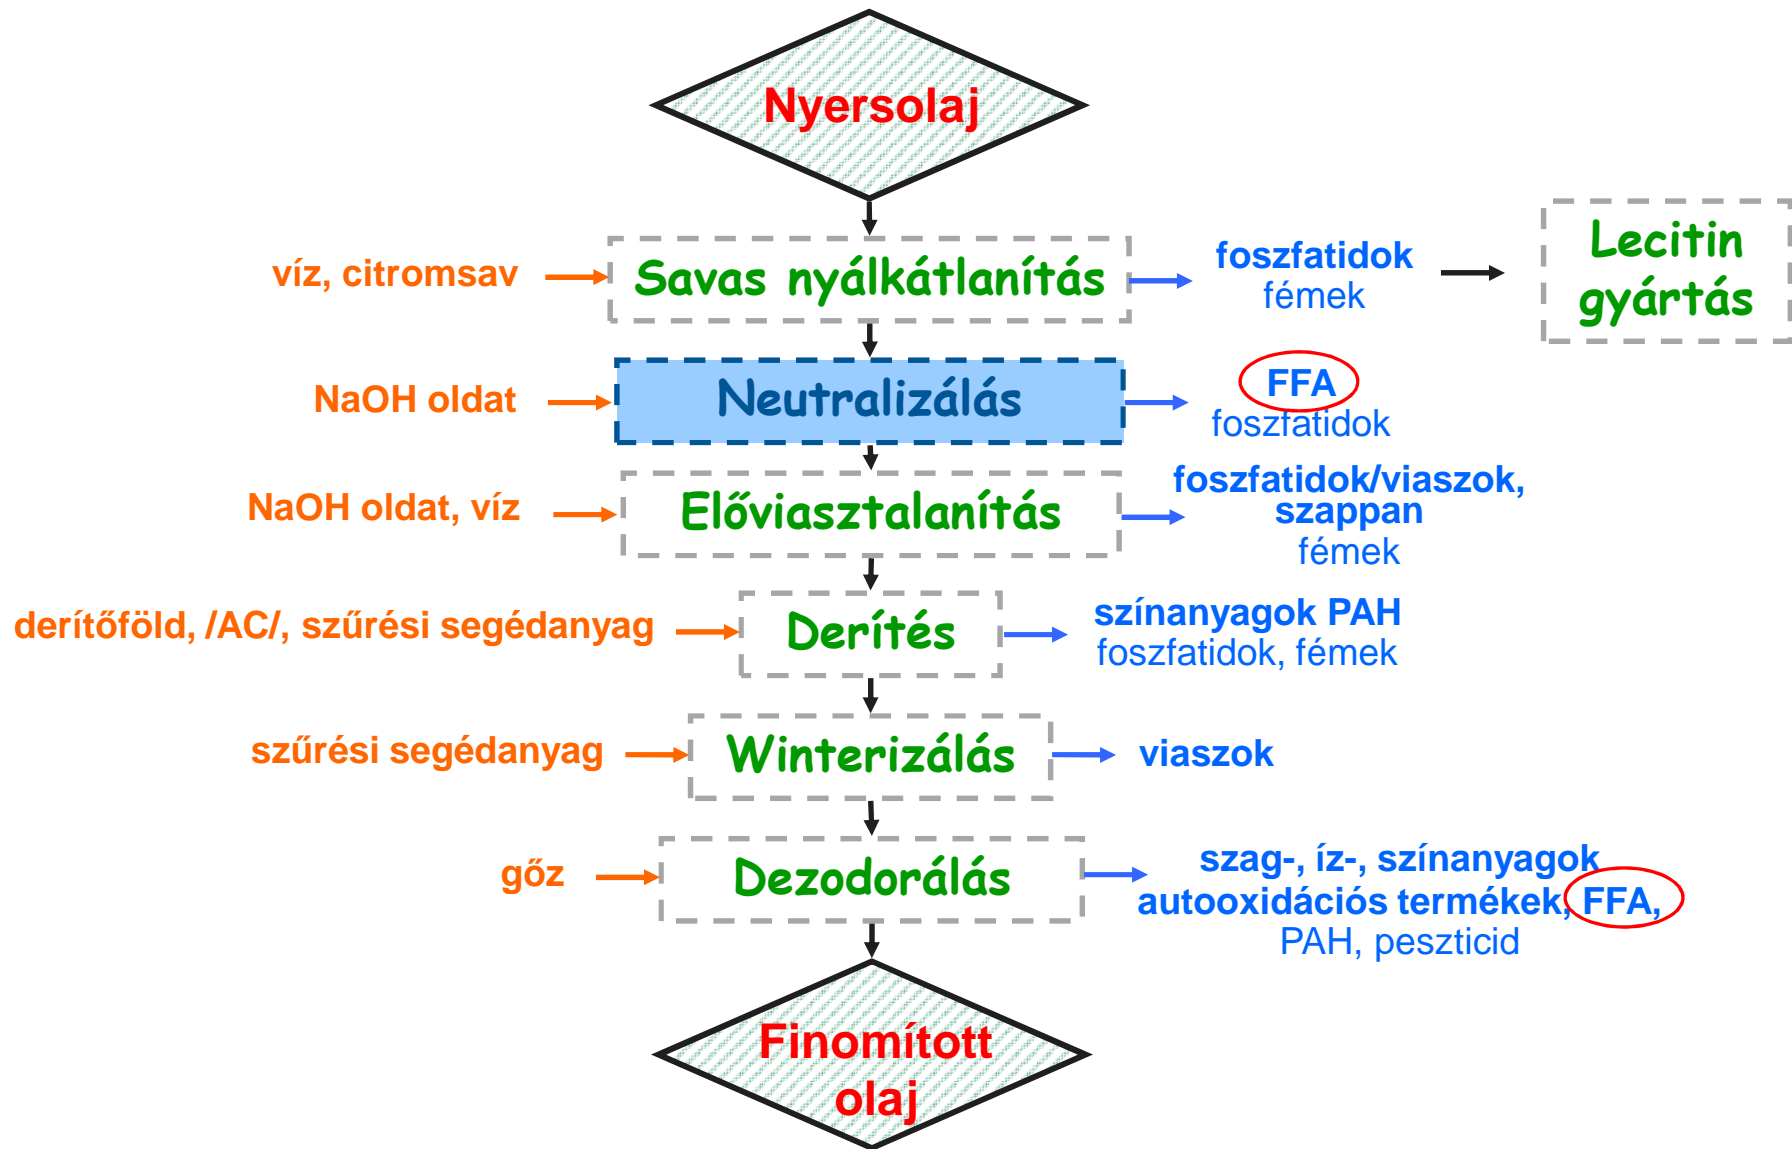 Nyersolaj
víz, citromsav
Savas nyálkátlanítás
foszfatidok
fémek
Lecitin
gyártás
NaOH oldat
Neutralizálás
FFA
foszfatidok
NaOH oldat, víz
Előviasztalanítás
foszfatidok/viaszok,
szappan
fémek
derítőföld, /AC/, szűrési segédanyag
Derítés
színanyagok PAH
foszfatidok, fémek
szűrési segédanyag
Winterizálás
viaszok
gőz
Dezodorálás
szag-, íz-, színanyagok
autooxidációs termékek, FFA,
PAH, peszticid
Finomított
olaj